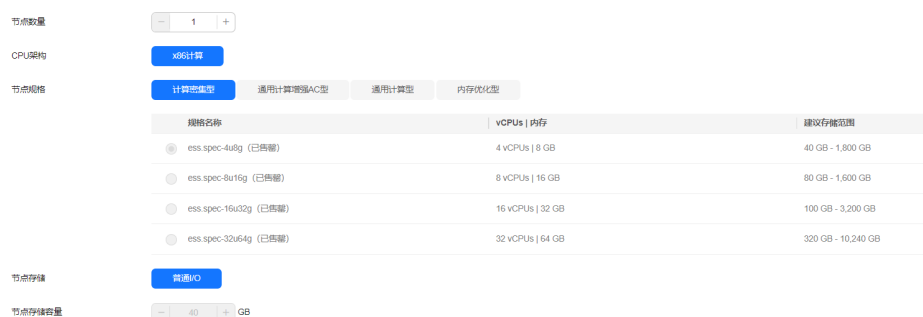 节点数量 - 1 +
CPU架构 x86计算
节点规格 计算密集型 通用计算增强AC型 通用计算型 内存优化型
规格名称 vCPUs | 内存 建议存储范围
ess.spec-4u8g（已售罄） 4 vCPUs | 8 GB 40 GB - 1,800 GB
ess.spec-8u16g（已售罄） 8 vCPUs | 16 GB 80 GB - 1,600 GB
ess.spec-16u32g（已售罄） 16 vCPUs | 32 GB 100 GB - 3,200 GB
ess.spec-32u64g（已售罄） 32 vCPUs | 64 GB 320 GB - 10,240 GB
节点存储 普通I/O
节点存储容量 - 40 + GB